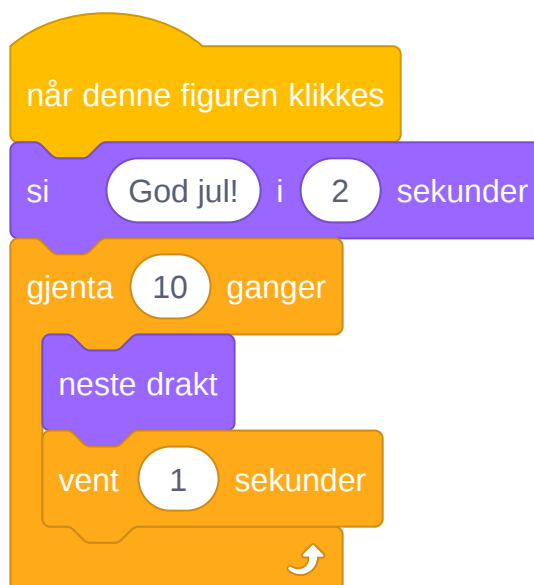 når denne figuren klikkes
si God jul! i 2 sekunder
gjenta 10 ganger
neste drakt
vent 1 sekunder